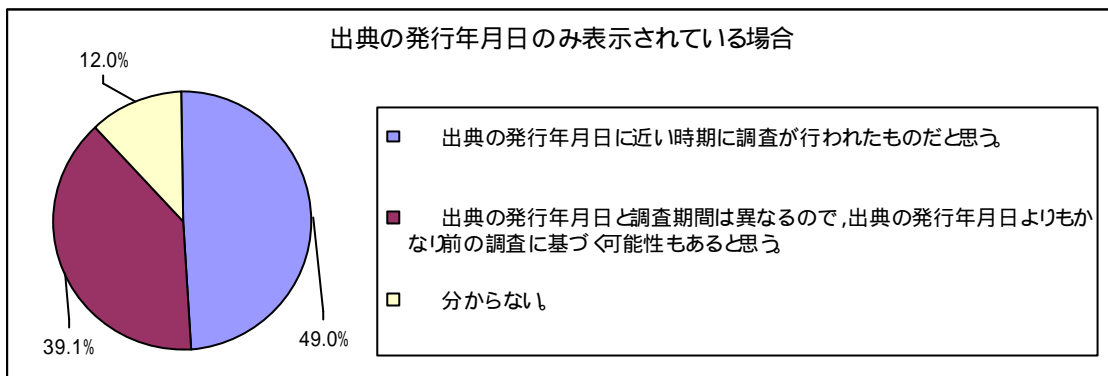 出典の発行年月日のみ表示されている場合
12.0%
出典の発行年月日に近い時期に調査が行われたものだと思う。
出典の発行年月日と調査期間は異なるので,出典の発行年月日よりもか
なり前の調査に基づく可能性もあると思う。
分からない。
39.1%
49.0%